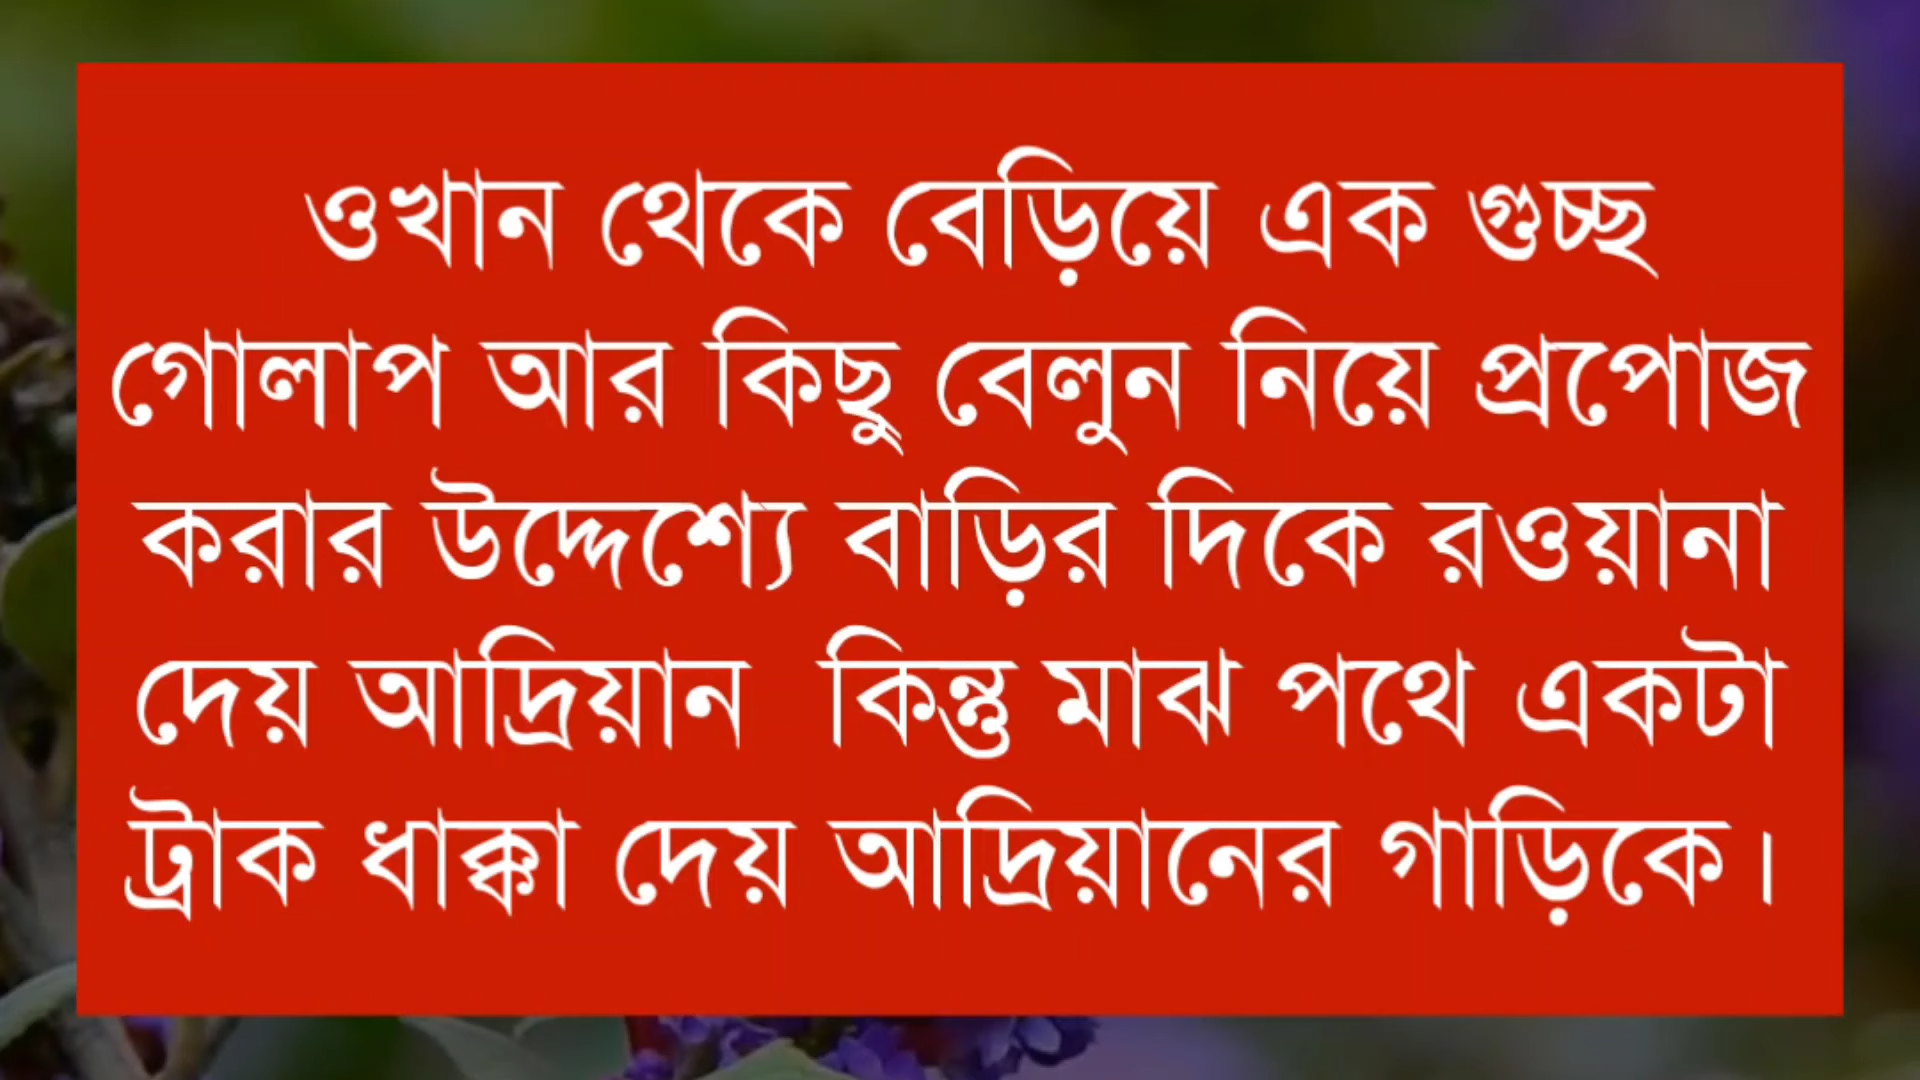 ওখান থেকে বেড়িয়ে এক গুচ্ছ
গোলাপ আর কিছু বেলুন নিয়ে প্রপোজ
করার উদ্দেশ্যে বাড়ির দিকে রওয়ানা
দেয় আদ্রিয়ান কিন্তু মাঝ পথে একটা
ট্রাক ধাক্কা দেয় আদ্রিয়ানের গাড়িকে।